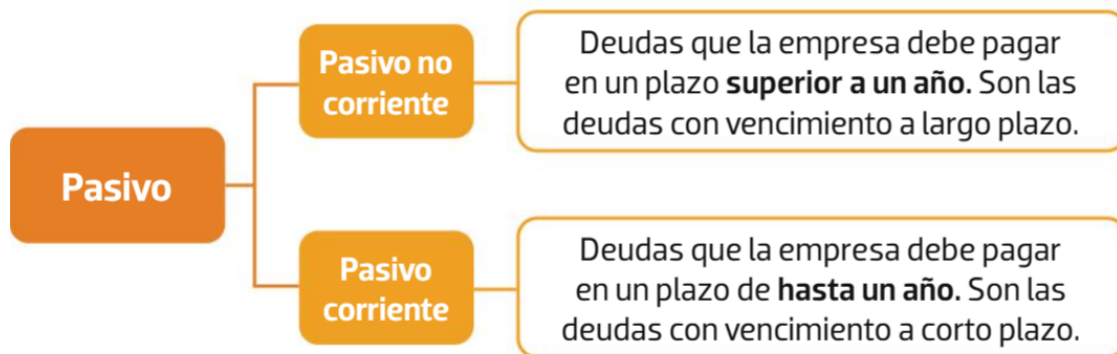 Pasivo
Pasivo no
corriente
Deudas que la empresa debe pagar
en un plazo superior a un año. Son las
deudas con vencimiento a largo plazo.
Pasivo
corriente
Deudas que la empresa debe pagar
en un plazo de hasta un año. Son las
deudas con vencimiento a corto plazo.